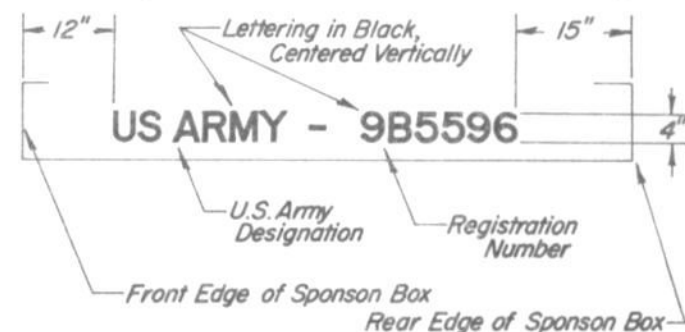 12"
Lettering in Black,
Centered Vertically
15"
US ARMY - 9B5596
4"
U.S. Army
Designation
Registration
Number
Front Edge of Sponson Box
Rear Edge of Sponson Box